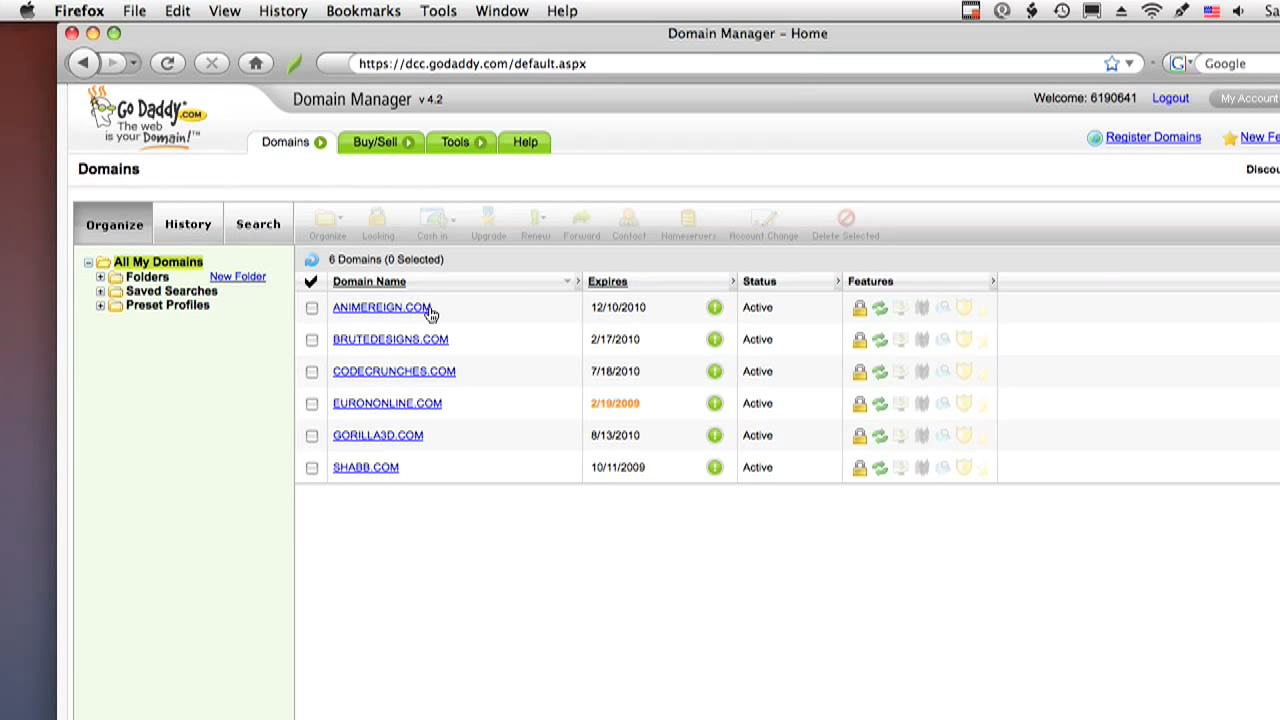 Firefox File Edit View History Bookmarks Tools Window Help Sa
Domain Manager - Home
https://dcc.godaddy.com/default.aspx Google
Go Daddy.COM
The web
is your Domain!™
Domain Manager v 4.2
Welcome: 6190641 Logout My Account
Domains Buy/Sell Tools Help
Register Domains New Fe
Domains Discou
Organize History Search
Organize Locking Cash in Upgrade Renew Forward Contact Nameservers Account Change Delete Selected
All My Domains
Folders New Folder
Saved Searches
Preset Profiles
6 Domains (0 Selected)
Domain Name Expires Status Features
ANIMEREIGN.COM 12/10/2010 Active
BRUTEDESIGNS.COM 2/17/2010 Active
CODECRUNCHES.COM 7/18/2010 Active
EURONONLINE.COM 2/19/2009 Active
GORILLA3D.COM 8/13/2010 Active
SHABB.COM 10/11/2009 Active